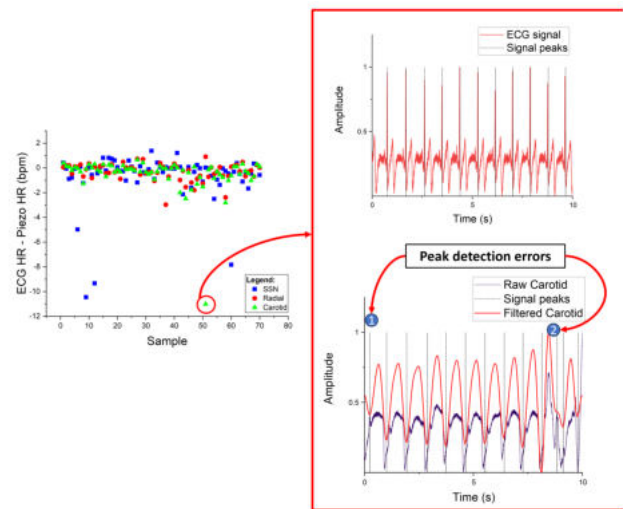 ECG HR - Piezo HR (bpm)
2
0
-2
-4
-6
-8
-10
-12
0 10 20 30 40 50 60 70 80
Sample
Legend:
SSN
Radial
Carotid
ECG signal
Signal peaks
Amplitude
1
0.5
0 5 10
Time (s)
Peak detection errors
1
2
Raw Carotid
Signal peaks
Filtered Carotid
Amplitude
1
0.5
0 5 10
Time (s)